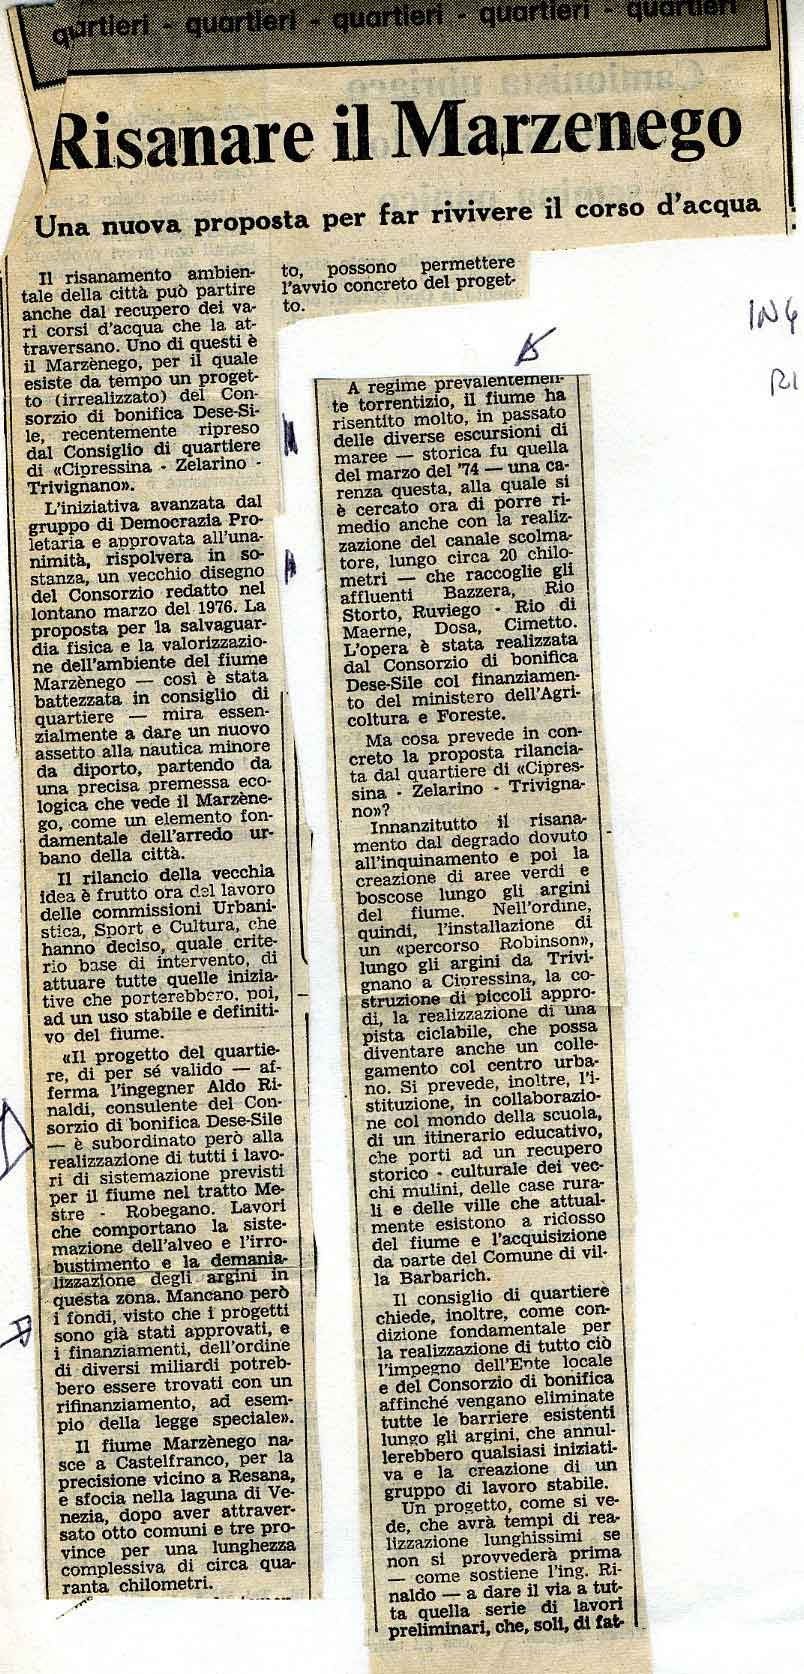 quartieri - quartieri - quartieri - quartieri - quartieri
Risanare il Marzenego
Una nuova proposta per far rivivere il corso d'acqua
Il risanamento ambien-
tale della città può partire
anche dal recupero dei va-
ri corsi d'acqua che la at-
traversano. Uno di questi è
il Marzènego, per il quale
esiste da tempo un proget-
to (irrealizzato) del Con-
sorzio di bonifica Dese-Si-
le, recentemente ripreso
dal Consiglio di quartiere
di «Cipressina - Zelarino -
Trivignano».
L'iniziativa avanzata dal
gruppo di Democrazia Pro-
letaria e approvata all'una-
nimità, rispolvera in so-
stanza, un vecchio disegno
del Consorzio redatto nel
lontano marzo del 1976. La
proposta per la salvaguar-
dia fisica e la valorizzazio-
ne dell'ambiente del fiume
Marzènego — così è stata
battezzata in consiglio di
quartiere — mira essen-
zialmente a dare un nuovo
assetto alla nautica minore
da diporto, partendo da
una precisa premessa eco-
logica che vede il Marzène-
go, come un elemento fon-
damentale dell'arredo ur-
bano della città.
Il rilancio della vecchia
idea è frutto ora del lavoro
delle commissioni Urbani-
stica, Sport e Cultura, che
hanno deciso, quale crite-
rio base di intervento, di
attuare tutte quelle inizia-
tive che porterebbero, poi,
ad un uso stabile e definiti-
vo del fiume.
«Il progetto del quartie-
re, di per sé valido — af-
ferma l'ingegner Aldo Ri-
naldi, consulente del Con-
sorzio di bonifica Dese-Sile
— è subordinato però alla
realizzazione di tutti i lavo-
ri di sistemazione previsti
per il fiume nel tratto Me-
stre - Robegano. Lavori
che comportano la siste-
mazione dell'alveo e l'irro-
bustimento e la demania-
lizzazione degli argini in
questa zona. Mancano però
i fondi, visto che i progetti
sono già stati approvati, e
i finanziamenti, dell'ordine
di diversi miliardi potreb-
bero essere trovati con un
rifinanziamento, ad esem-
pio della legge speciale».
Il fiume Marzènego na-
sce a Castelfranco, per la
precisione vicino a Resana,
e sfocia nella laguna di Ve-
nezia, dopo aver attraver-
sato otto comuni e tre pro-
vince per una lunghezza
complessiva di circa qua-
ranta chilometri.
A regime prevalentemen-
te torrentizio, il fiume ha
risentito molto, in passato
delle diverse escursioni di
maree — storica fu quella
del marzo del '74 — una ca-
renza questa, alla quale si
è cercato ora di porre ri-
medio anche con la realiz-
zazione del canale scolma-
tore, lungo circa 20 chilo-
metri — che raccoglie gli
affluenti Bazzera, Rio
Storto, Ruviego - Rio di
Maerne, Dosa, Cimetto.
L'opera è stata realizzata
dal Consorzio di bonifica
Dese-Sile col finanziamen-
to del ministero dell'Agri-
coltura e Foreste.
Ma cosa prevede in con-
creto la proposta rilancia-
ta dal quartiere di «Cipres-
sina - Zelarino - Trivigna-
no»?
Innanzitutto il risana-
mento dal degrado dovuto
all'inquinamento e poi la
creazione di aree verdi e
boscose lungo gli argini
del fiume. Nell'ordine,
quindi, l'installazione di
un «percorso Robinson»,
lungo gli argini da Trivi-
gnano a Cipressina, la co-
struzione di piccoli appro-
di, la realizzazione di una
pista ciclabile, che possa
diventare anche un colle-
gamento col centro urba-
no. Si prevede, inoltre, l'i-
stituzione, in collaborazio-
ne col mondo della scuola,
di un itinerario educativo,
che porti ad un recupero
storico - culturale dei vec-
chi mulini, delle case rura-
li e delle ville che attual-
mente esistono a ridosso
del fiume e l'acquisizione
da parte del Comune di vil-
la Barbarich.
Il consiglio di quartiere
chiede, inoltre, come con-
dizione fondamentale per
la realizzazione di tutto ciò
l'impegno dell'Ente locale
e del Consorzio di bonifica
affinché vengano eliminate
tutte le barriere esistenti
lungo gli argini, che annul-
lerebbero qualsiasi iniziati-
va e la creazione di un
gruppo di lavoro stabile.
Un progetto, come si ve-
de, che avrà tempi di rea-
lizzazione lunghissimi se
non si provvederà prima
— come sostiene l'ing. Ri-
naldo — a dare il via a tut-
ta quella serie di lavori
preliminari, che, soli, di fat-
to, possono permettere
l'avvio concreto del proget-
to.
ING
RI